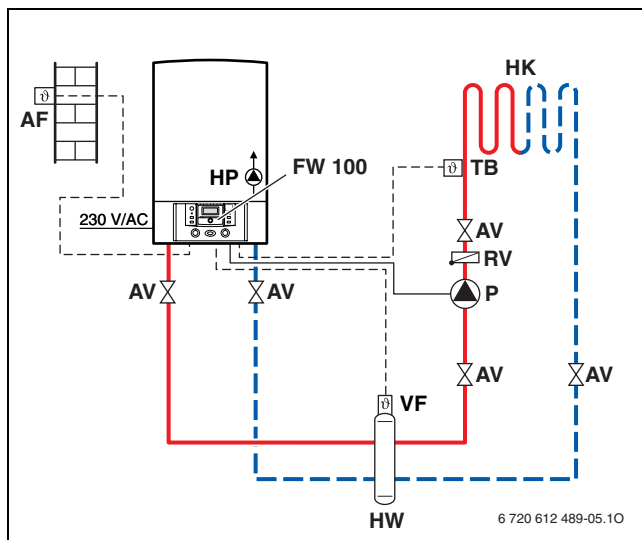 HK
ϑ
AF
FW 100
HP
ϑ
TB
230 V/AC
AV
RV
AV
AV
P
AV
AV
ϑ
VF
HW
6 720 612 489-05.1O